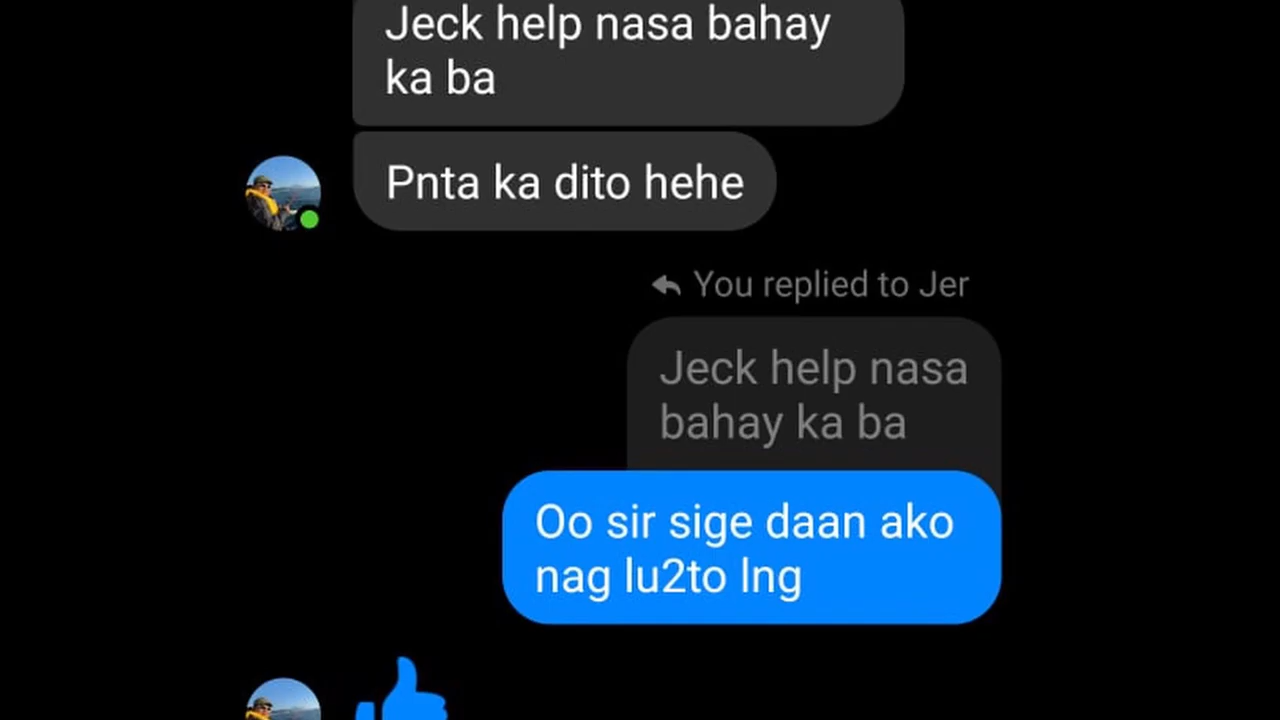 Jeck help nasa bahay
ka ba
Pnta ka dito hehe
You replied to Jer
Jeck help nasa
bahay ka ba
Oo sir sige daan ako
nag lu2to lng